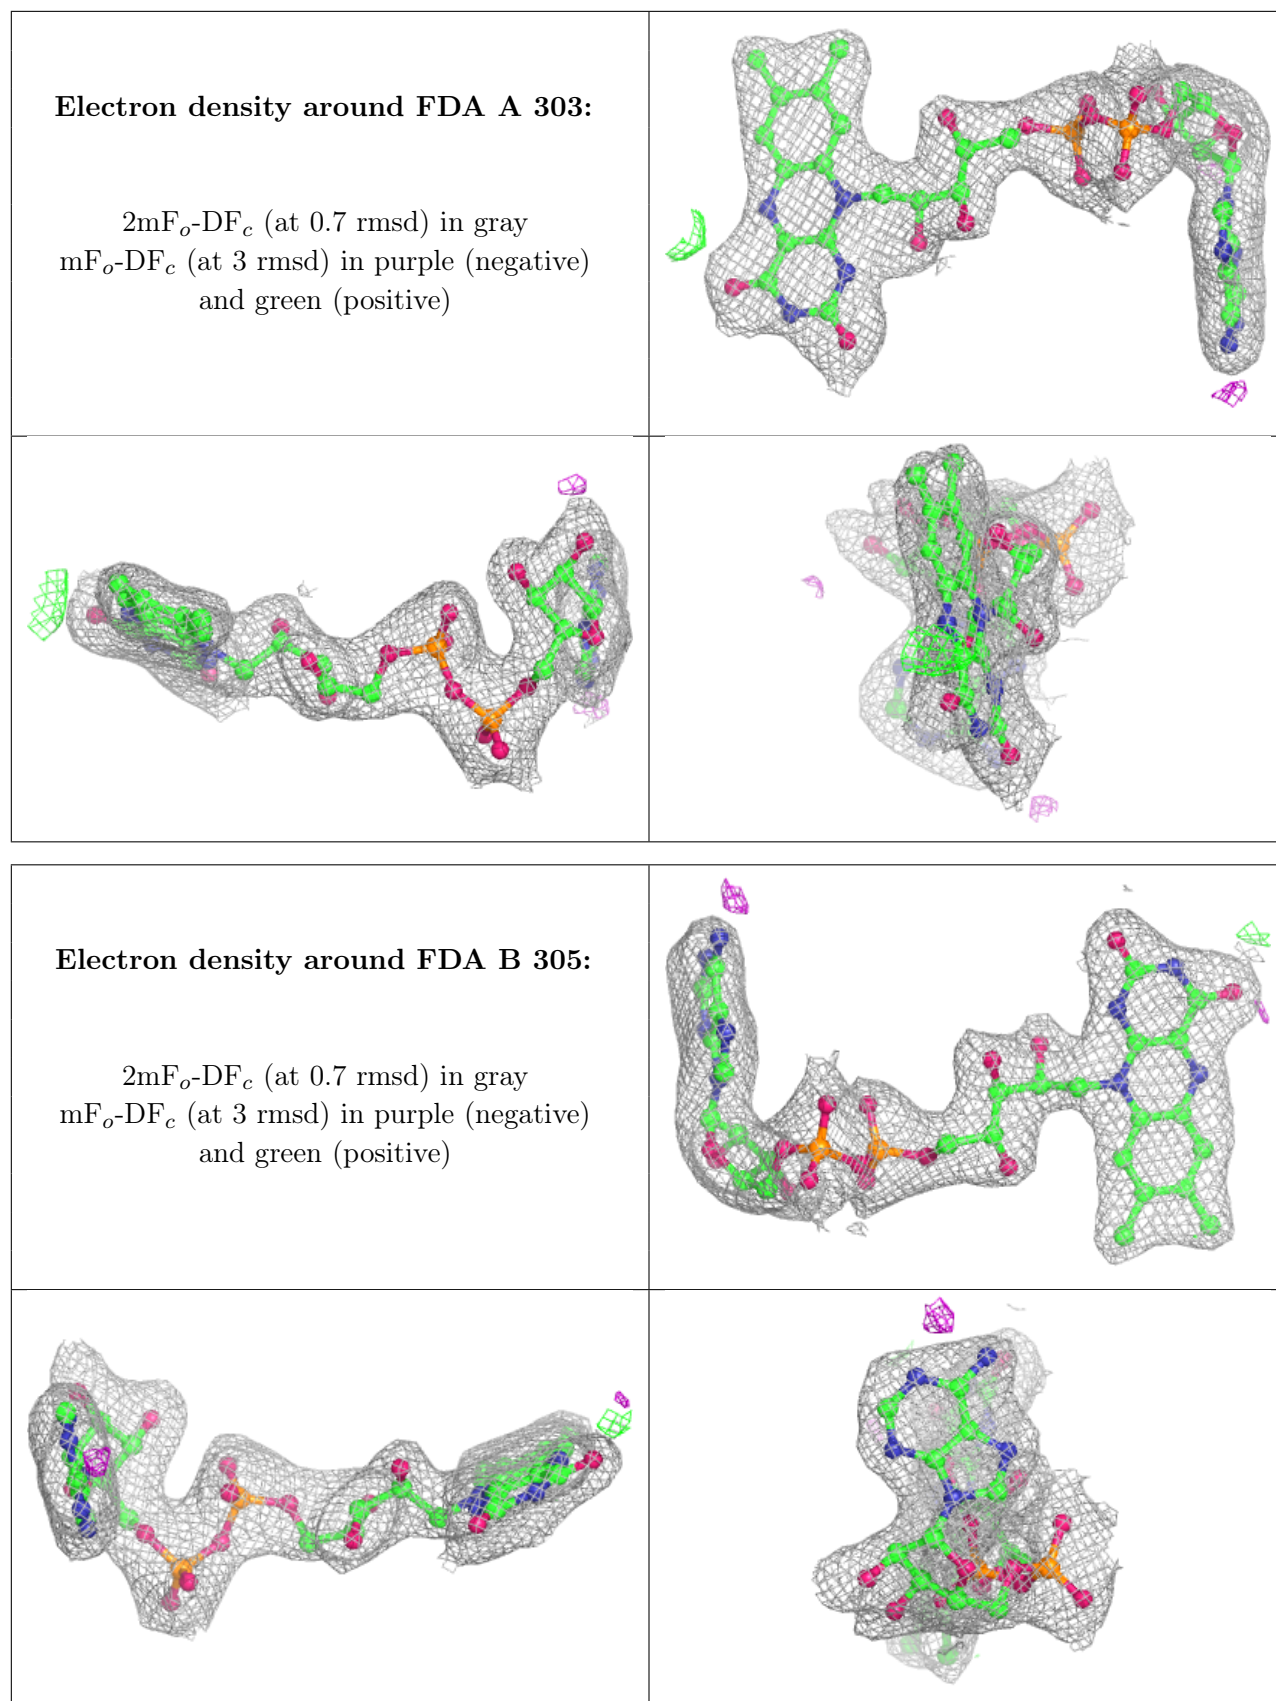 Electron density around FDA A 303:
2mFo-DFc (at 0.7 rmsd) in gray
mFo-DFc (at 3 rmsd) in purple (negative)
and green (positive)
Electron density around FDA B 305:
2mFo-DFc (at 0.7 rmsd) in gray
mFo-DFc (at 3 rmsd) in purple (negative)
and green (positive)